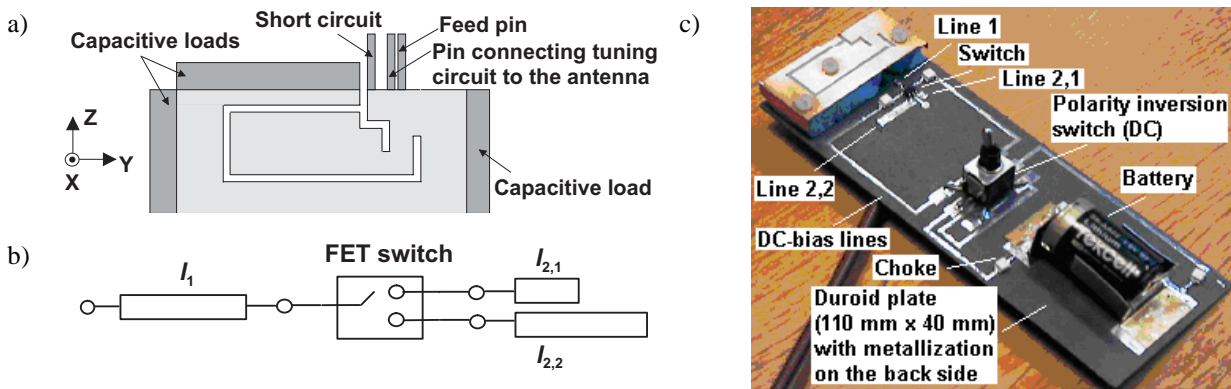 a)
Short circuit
Feed pin
Capacitive loads
Pin connecting tuning
circuit to the antenna
Z
X
Y
Capacitive load
b)
FET switch
l1
l2,1
l2,2
c)
Line 1
Switch
Line 2,1
Polarity inversion
switch (DC)
Line 2,2
Battery
DC-bias lines
Choke
Duroid plate
(110 mm x 40 mm)
with metallization
on the back side